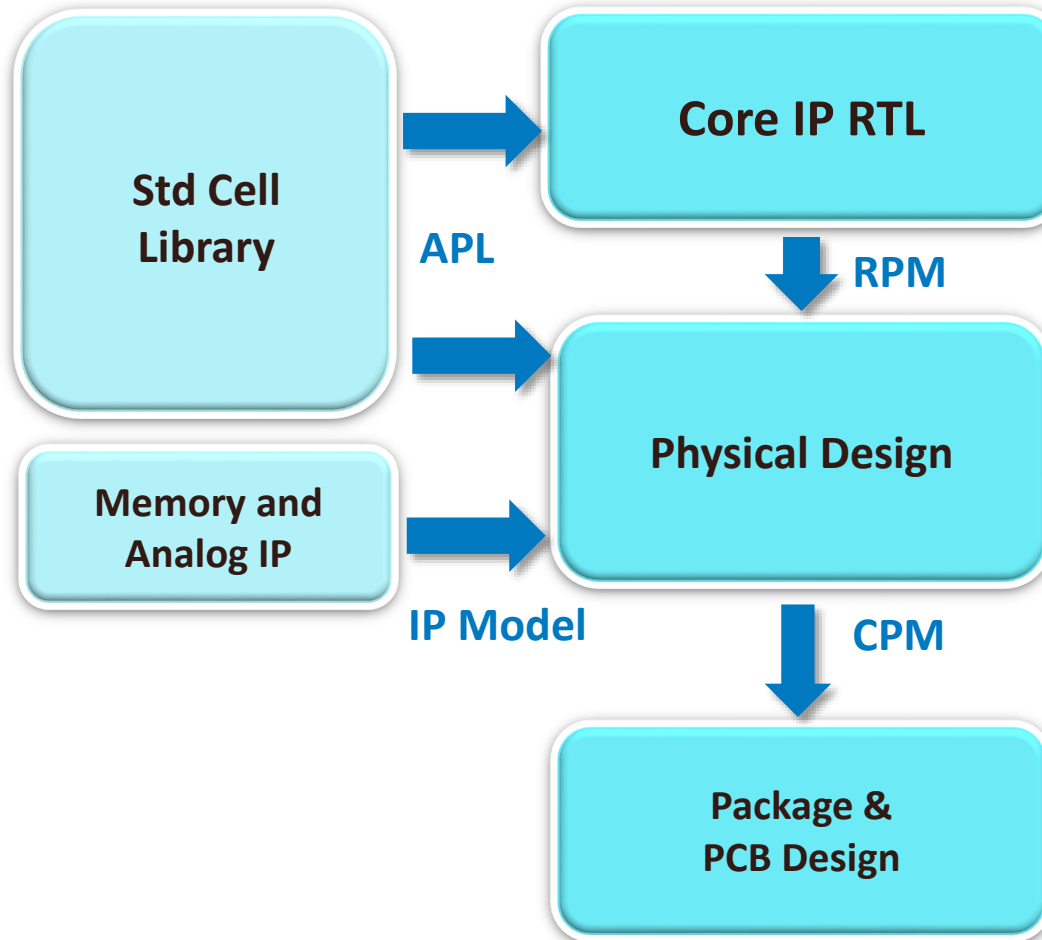 Std Cell
Library
Core IP RTL
APL
RPM
Physical Design
Memory and
Analog IP
IP Model
CPM
Package &
PCB Design